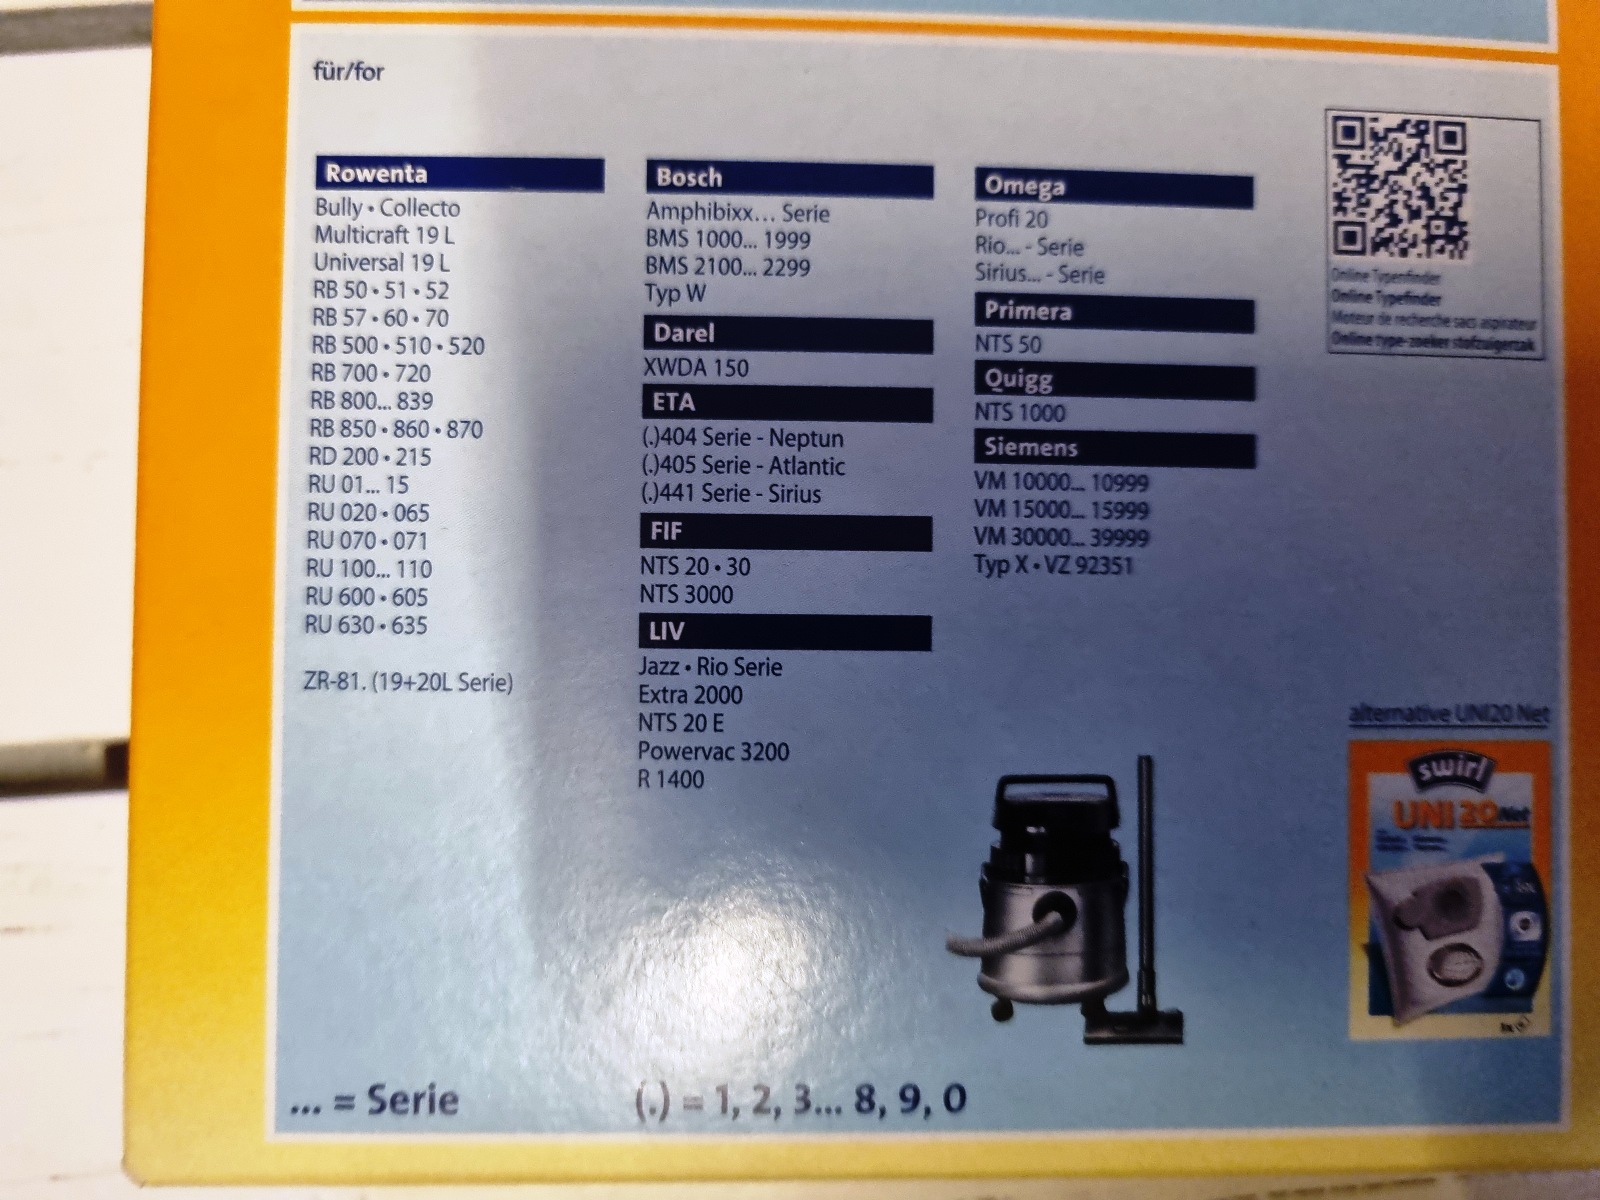 für/for
Rowenta
Bully • Collecto
Multicraft 19 L
Universal 19 L
RB 50 • 51 • 52
RB 57 • 60 • 70
RB 500 • 510 • 520
RB 700 • 720
RB 800... 839
RB 850 • 860 • 870
RD 200 • 215
RU 01... 15
RU 020 • 065
RU 070 • 071
RU 100... 110
RU 600 • 605
RU 630 • 635
ZR-81. (19+20L Serie)
Bosch
Amphibixx... Serie
BMS 1000... 1999
BMS 2100... 2299
Typ W
Darel
XWDA 150
ETA
(.)404 Serie - Neptun
(.)405 Serie - Atlantic
(.)441 Serie - Sirius
FIF
NTS 20 • 30
NTS 3000
LIV
Jazz • Rio Serie
Extra 2000
NTS 20 E
Powervac 3200
R 1400
Omega
Profi 20
Rio... - Serie
Sirius... - Serie
Primera
NTS 50
Quigg
NTS 1000
Siemens
VM 10000... 10999
VM 15000... 15999
VM 30000... 39999
Typ X • VZ 92351
Online Typenfinder
Online Typefinder
Moteur de recherche sacs aspirateur
Online type-zoeker stofzuigerzak
alternative UNI20 Net
swirl
UNI 20 Net
... = Serie
(.) = 1, 2, 3... 8, 9, 0